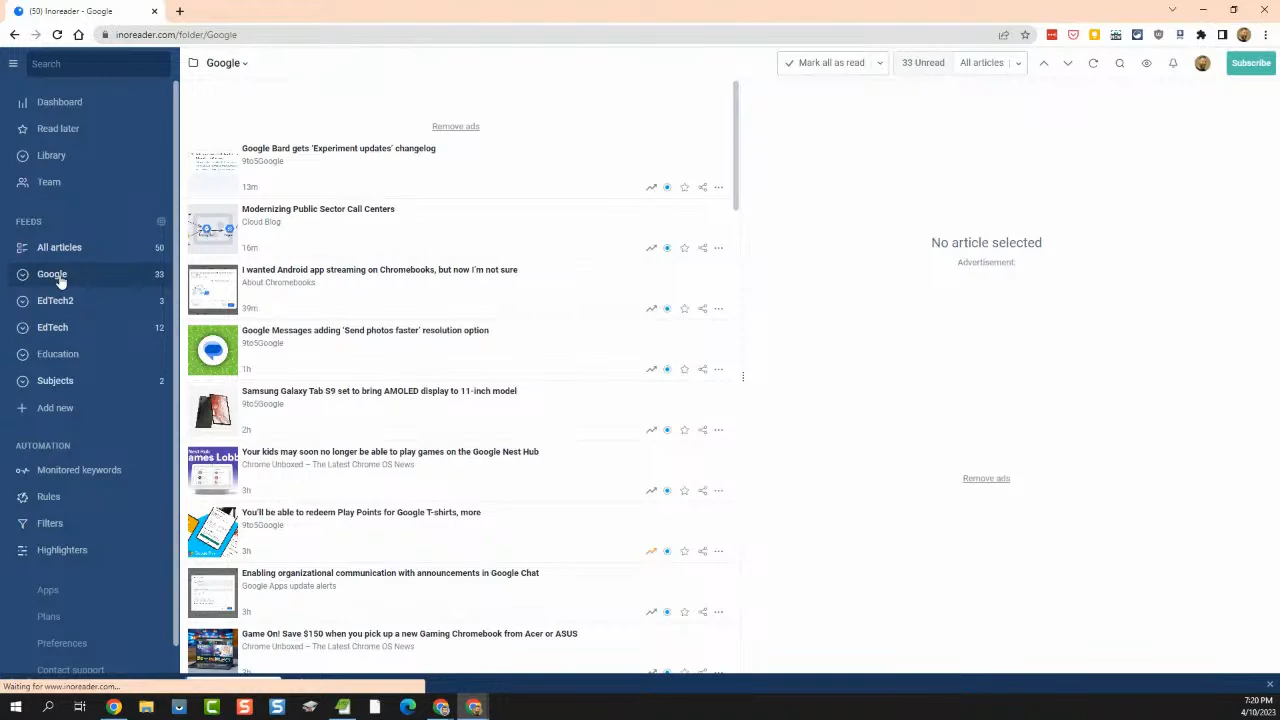 (50) Inoreader.com
inoreader.com/folder/Google
Search
Google
Mark all as read
33 Unread
All articles
Subscribe
Dashboard
Read later
Library
Team
FEEDS
All articles 50
Google 33
EdTech2 3
EdTech 12
Education
Subjects 2
Add new
AUTOMATION
Monitored keywords
Rules
Filters
Highlighters
Apps
Plans
Preferences
Contact support
Remove ads
Google Bard gets ‘Experiment updates’ changelog
9to5Google
13m
Modernizing Public Sector Call Centers
Cloud Blog
16m
I wanted Android app streaming on Chromebooks, but now I’m not sure
About Chromebooks
39m
Google Messages adding ‘Send photos faster’ resolution option
9to5Google
1h
Samsung Galaxy Tab S9 set to bring AMOLED display to 11-inch model
9to5Google
2h
Your kids may soon no longer be able to play games on the Google Nest Hub
Chrome Unboxed – The Latest Chrome OS News
3h
You’ll be able to redeem Play Points for Google T-shirts, more
9to5Google
3h
Enabling organizational communication with announcements in Google Chat
Google Apps update alerts
3h
Game On! Save $150 when you pick up a new Gaming Chromebook from Acer or ASUS
Chrome Unboxed – The Latest Chrome OS News
3h
No article selected
Advertisement:
Remove ads
Waiting for www.inoreader.com...
7:20 PM
4/10/2023